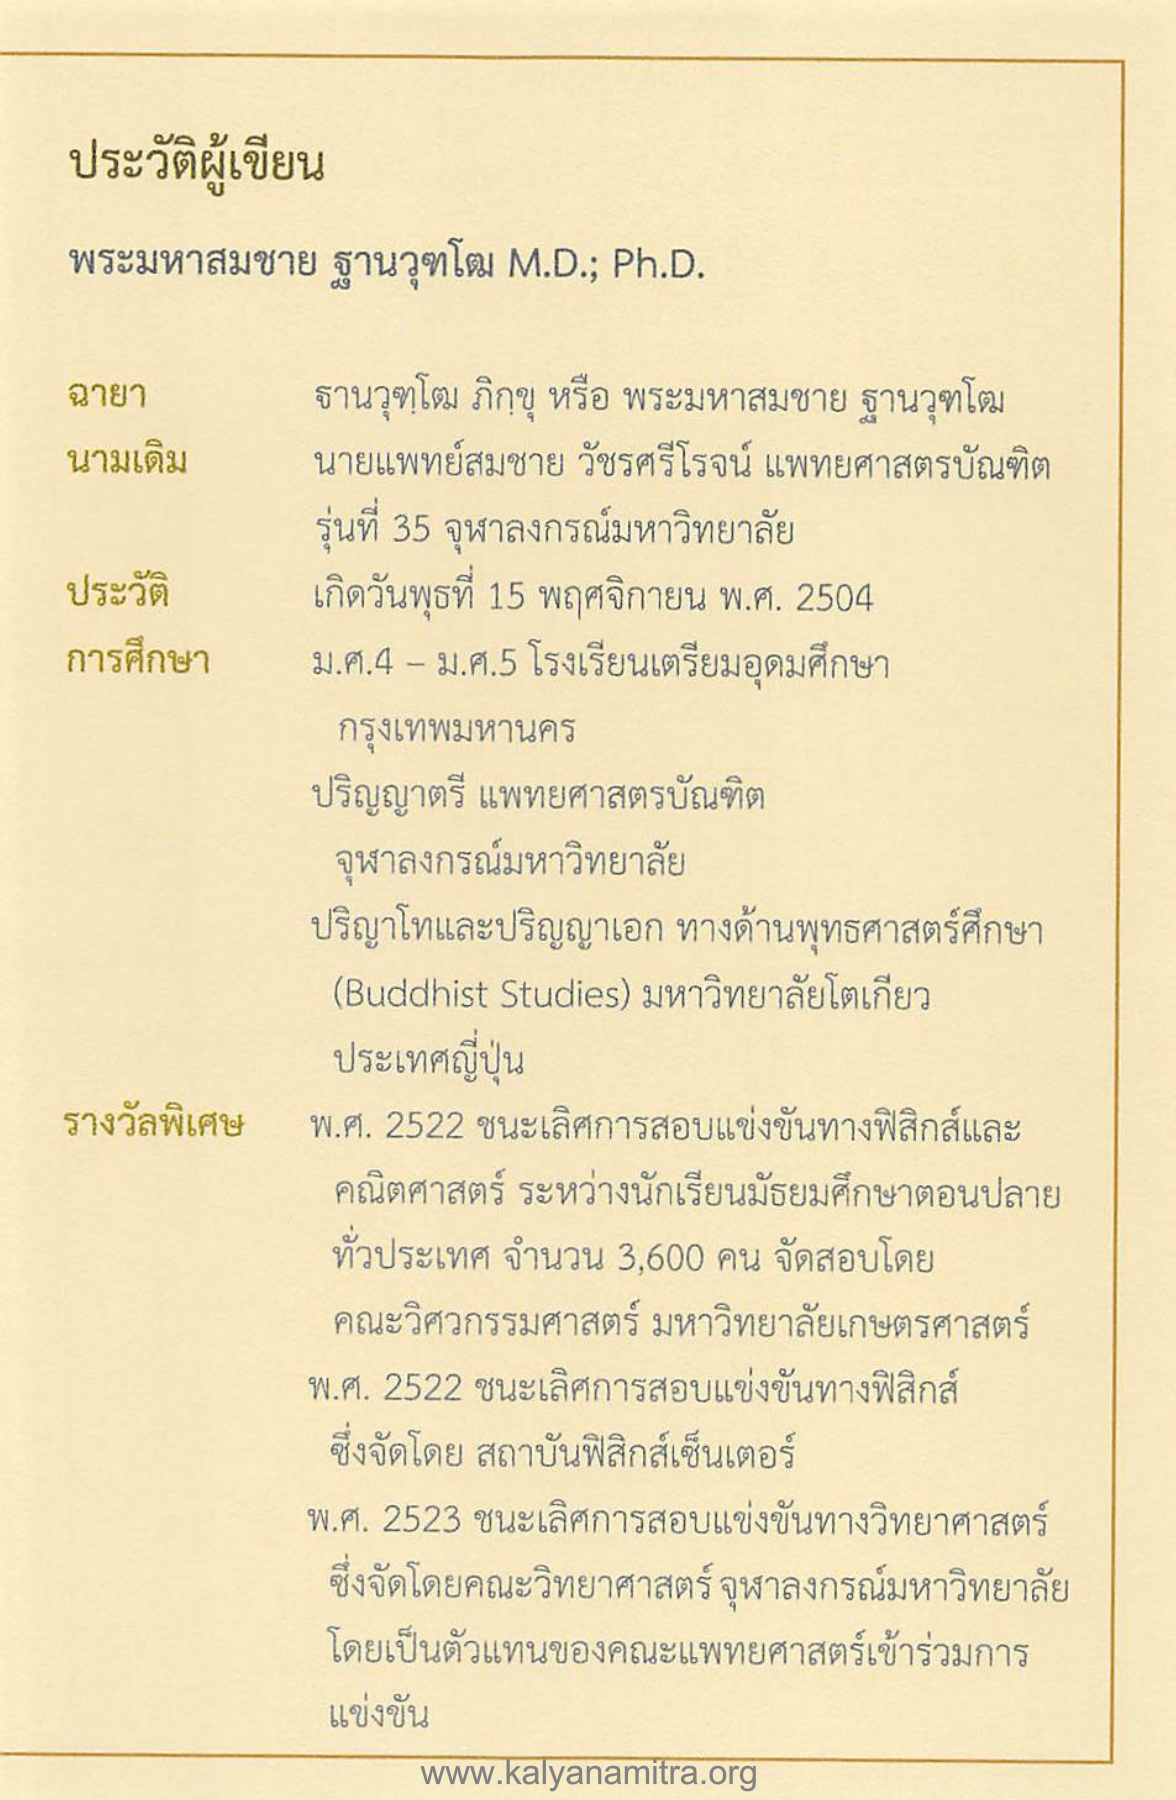 ประวัติผู้เขียน
พระมหาสมชาย ฐานวุฑโฒ M.D.; Ph.D.
ฉายา ธานวุฑฺโฒ ภิกฺขุ หรือ พระมหาสมชาย ฐานวุฑโฒ
นามเดิม นายแพทย์สมชาย วัชรศรีโรจน์ แพทยศาสตรบัณฑิต
รุ่นที่ 35 จุฬาลงกรณ์มหาวิทยาลัย
ประวัติ เกิดวันพุธที่ 15 พฤศจิกายน พ.ศ. 2504
การศึกษา ม.ศ.4 – ม.ศ.5 โรงเรียนเตรียมอุดมศึกษา
กรุงเทพมหานคร
ปริญญาตรี แพทยศาสตรบัณฑิต
จุฬาลงกรณ์มหาวิทยาลัย
ปริญาโทและปริญญาเอก ทางด้านพุทธศาสตร์ศึกษา
(Buddhist Studies) มหาวิทยาลัยโตเกียว
ประเทศญี่ปุ่น
รางวัลพิเศษ พ.ศ. 2522 ชนะเลิศการสอบแข่งขันทางฟิสิกส์และ
คณิตศาสตร์ ระหว่างนักเรียนมัธยมศึกษาตอนปลาย
ทั่วประเทศ จำนวน 3,600 คน จัดสอบโดย
คณะวิศวกรรมศาสตร์ มหาวิทยาลัยเกษตรศาสตร์
พ.ศ. 2522 ชนะเลิศการสอบแข่งขันทางฟิสิกส์
ซึ่งจัดโดย สถาบันฟิสิกส์เซ็นเตอร์
พ.ศ. 2523 ชนะเลิศการสอบแข่งขันทางวิทยาศาสตร์
ซึ่งจัดโดยคณะวิทยาศาสตร์ จุฬาลงกรณ์มหาวิทยาลัย
โดยเป็นตัวแทนของคณะแพทยศาสตร์เข้าร่วมการ
แข่งขัน
www.kalyanamitra.org